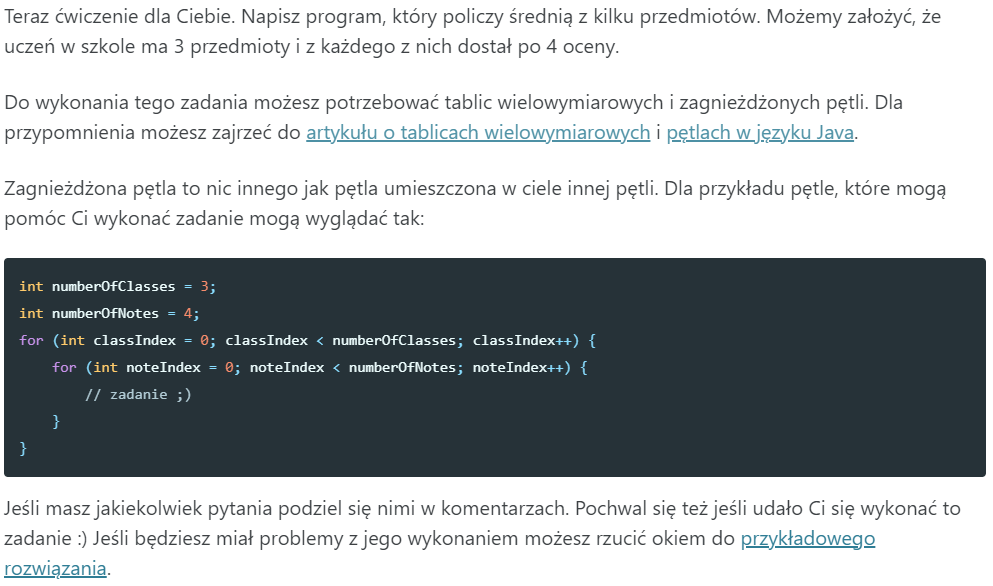 Teraz ćwiczenie dla Ciebie. Napisz program, który policzy średnią z kilku przedmiotów. Możemy założyć, że
uczeń w szkole ma 3 przedmioty i z każdego z nich dostał po 4 oceny.
Do wykonania tego zadania możesz potrzebować tablic wielowymiarowych i zagnieżdżonych pętli. Dla
przypomnienia możesz zajrzeć do artykułu o tablicach wielowymiarowych i pętlach w języku Java.
Zagnieżdżona pętla to nic innego jak pętla umieszczona w ciele innej pętli. Dla przykładu pętle, które mogą
pomóc Ci wykonać zadanie mogą wyglądać tak:
int numberOfClasses = 3;
int numberOfNotes = 4;
for (int classIndex = 0; classIndex < numberOfClasses; classIndex++) {
    for (int noteIndex = 0; noteIndex < numberOfNotes; noteIndex++) {
        // zadanie ;)
    }
}
Jeśli masz jakiekolwiek pytania podziel się nimi w komentarzach. Pochwal się też jeśli udało Ci się wykonać to
zadanie :) Jeśli będziesz miał problemy z jego wykonaniem możesz rzucić okiem do przykładowego
rozwiązania.